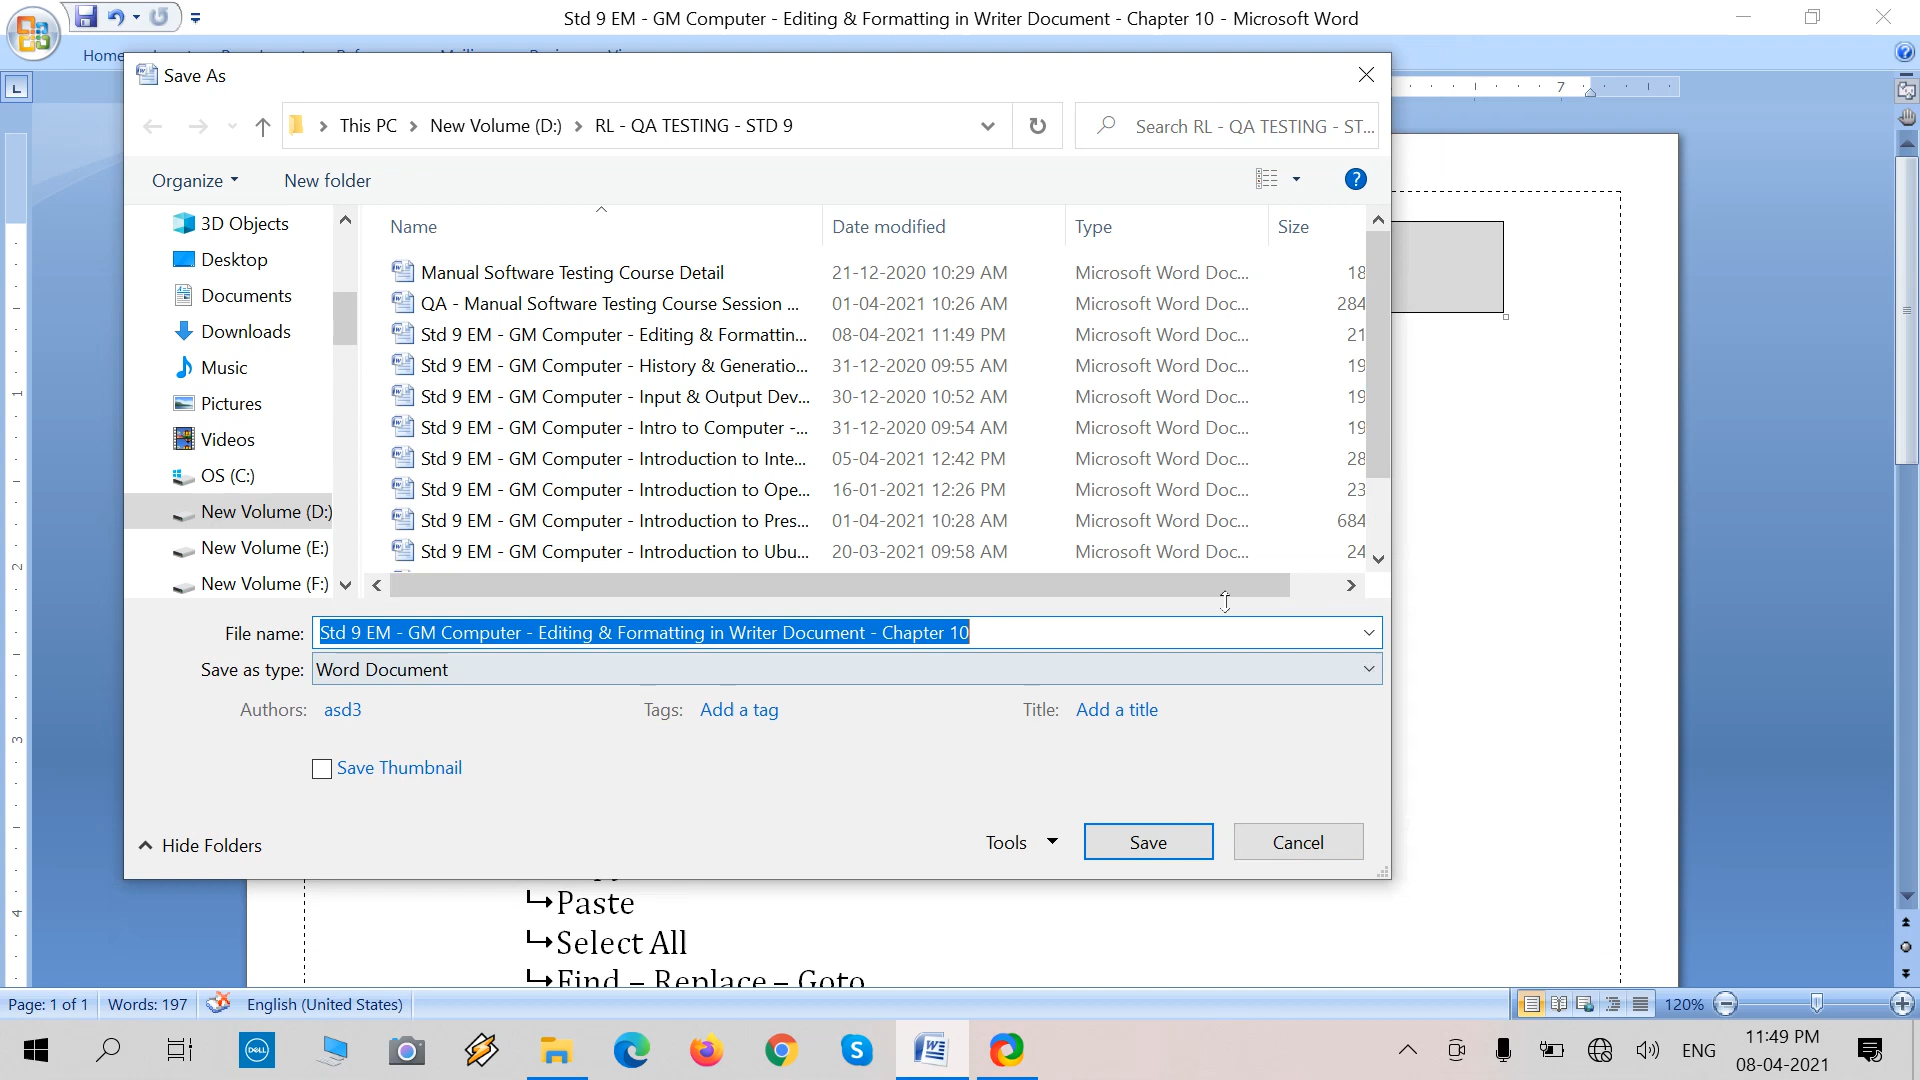 Std 9 EM - GM Computer - Editing & Formatting in Writer Document - Chapter 10 - Microsoft Word
Home
Save As
This PC > New Volume (D:) > RL - QA TESTING - STD 9
Search RL - QA TESTING - ST...
7
Organize
New folder
3D Objects
Desktop
Documents
Downloads
Music
Pictures
Videos
OS (C:)
New Volume (D:)
New Volume (E:)
New Volume (F:)
Name Date modified Type Size
Manual Software Testing Course Detail 21-12-2020 10:29 AM Microsoft Word Doc... 18
QA - Manual Software Testing Course Session ... 01-04-2021 10:26 AM Microsoft Word Doc... 284
Std 9 EM - GM Computer - Editing & Formattin... 08-04-2021 11:49 PM Microsoft Word Doc... 21
Std 9 EM - GM Computer - History & Generatio... 31-12-2020 09:55 AM Microsoft Word Doc... 19
Std 9 EM - GM Computer - Input & Output Dev... 30-12-2020 10:52 AM Microsoft Word Doc... 19
Std 9 EM - GM Computer - Intro to Computer -... 31-12-2020 09:54 AM Microsoft Word Doc... 19
Std 9 EM - GM Computer - Introduction to Inte... 05-04-2021 12:42 PM Microsoft Word Doc... 28
Std 9 EM - GM Computer - Introduction to Ope... 16-01-2021 12:26 PM Microsoft Word Doc... 23
Std 9 EM - GM Computer - Introduction to Pres... 01-04-2021 10:28 AM Microsoft Word Doc... 684
Std 9 EM - GM Computer - Introduction to Ubu... 20-03-2021 09:58 AM Microsoft Word Doc... 24
1
2
3
4
File name: Std 9 EM - GM Computer - Editing & Formatting in Writer Document - Chapter 10
Save as type: Word Document
Authors: asd3 Tags: Add a tag Title: Add a title
Save Thumbnail
Hide Folders
Tools Save Cancel
Paste
Select All
Find – Replace – Goto
Page: 1 of 1 Words: 197 English (United States) 120%
DELL
ENG
11:49 PM
08-04-2021